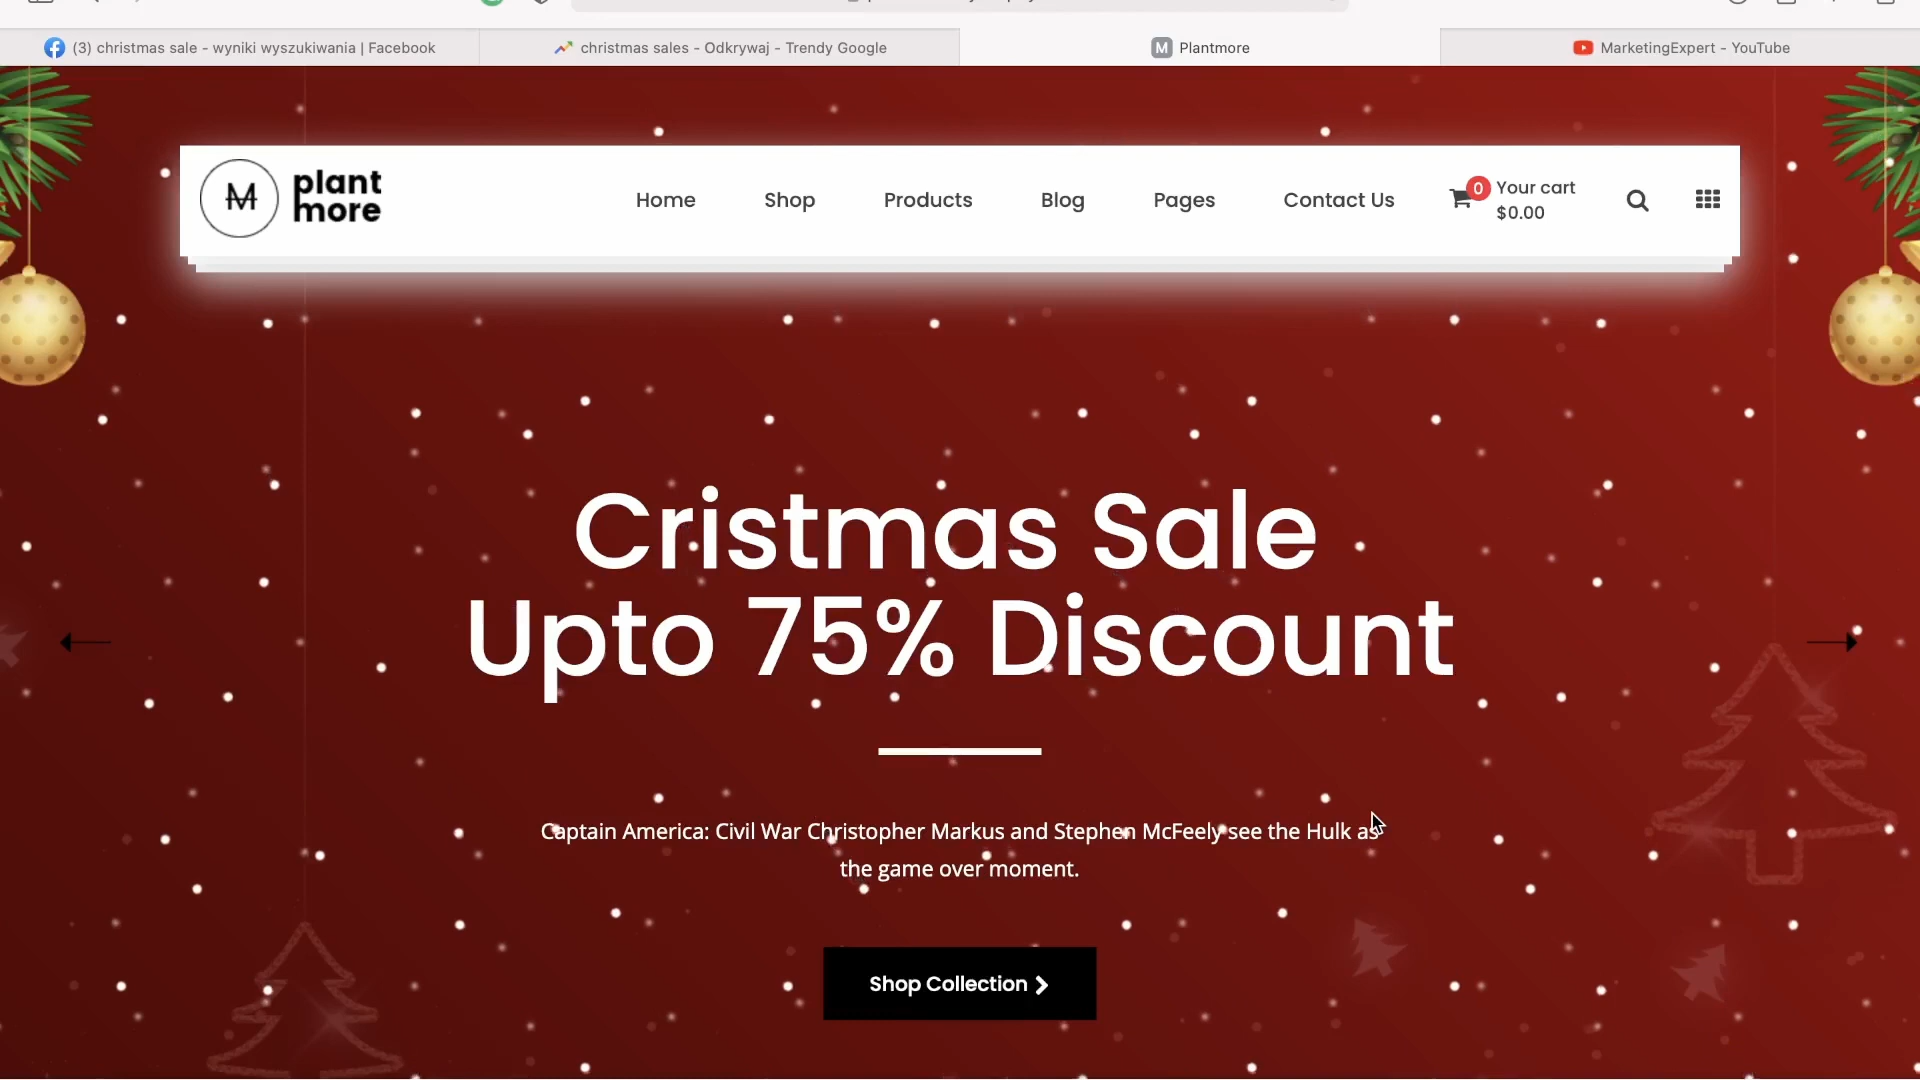 (3) christmas sale - wyniki wyszukiwania | Facebook
christmas sales - Odkrywaj - Trendy Google
M Plantmore
MarketingExpert - YouTube
M
plant
more
Home
Shop
Products
Blog
Pages
Contact Us
0
Your cart
$0.00
Cristmas Sale
Upto 75% Discount
Captain America: Civil War Christopher Markus and Stephen McFeely see the Hulk as
the game over moment.
Shop Collection